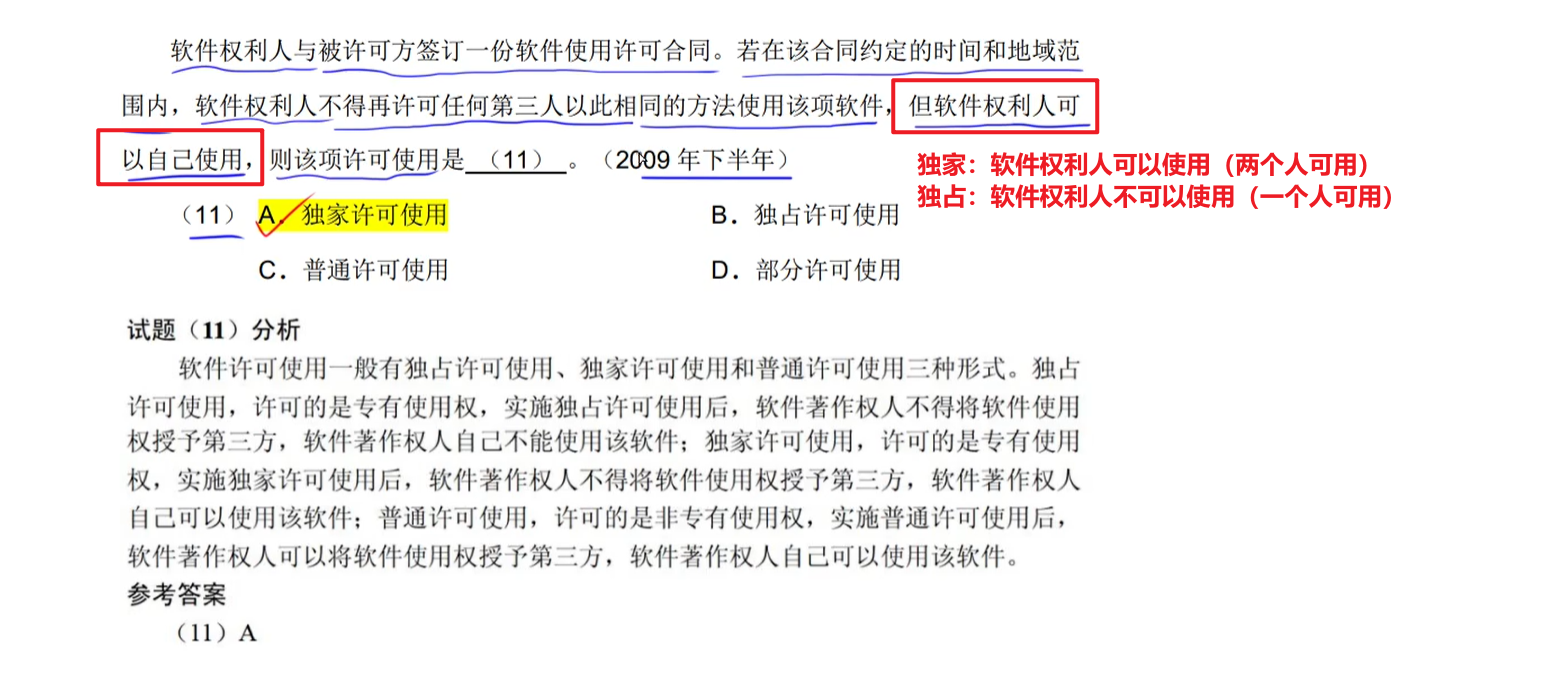 软件权利人与被许可方签订一份软件使用许可合同。若在该合同约定的时间和地域范
围内，软件权利人不得再许可任何第三人以此相同的方法使用该项软件，但软件权利人可
以自己使用，则该项许可使用是 （11） 。（2009 年下半年）
独家：软件权利人可以使用（两个人可用）
独占：软件权利人不可以使用（一个人可用）
（11） A．独家许可使用 B．独占许可使用
C．普通许可使用 D．部分许可使用
试题（11）分析
软件许可使用一般有独占许可使用、独家许可使用和普通许可使用三种形式。独占
许可使用，许可的是专有使用权，实施独占许可使用后，软件著作权人不得将软件使用
权授予第三方，软件著作权人自己不能使用该软件；独家许可使用，许可的是专有使用
权，实施独家许可使用后，软件著作权人不得将软件使用权授予第三方，软件著作权人
自己可以使用该软件；普通许可使用，许可的是非专有使用权，实施普通许可使用后，
软件著作权人可以将软件使用权授予第三方，软件著作权人自己可以使用该软件。
参考答案
（11）A